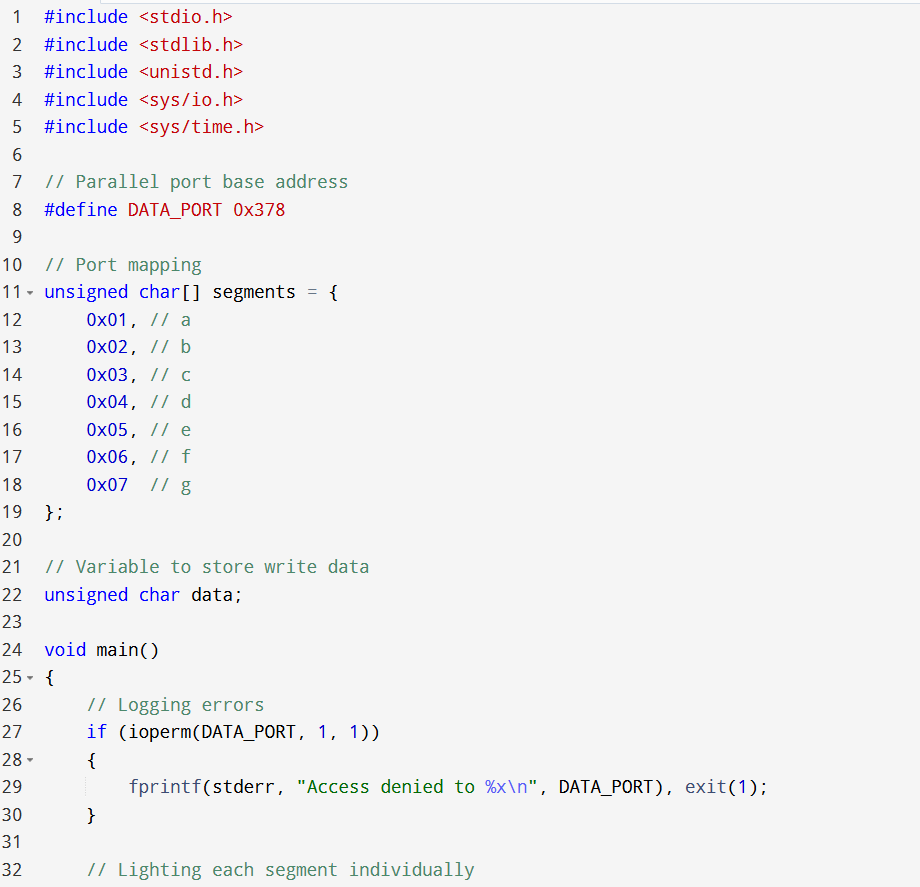 1 #include <stdio.h>
2 #include <stdlib.h>
3 #include <unistd.h>
4 #include <sys/io.h>
5 #include <sys/time.h>
6
7 // Parallel port base address
8 #define DATA_PORT 0x378
9
10 // Port mapping
11 unsigned char[] segments = {
12     0x01, // a
13     0x02, // b
14     0x03, // c
15     0x04, // d
16     0x05, // e
17     0x06, // f
18     0x07  // g
19 };
20
21 // Variable to store write data
22 unsigned char data;
23
24 void main()
25 {
26     // Logging errors
27     if (ioperm(DATA_PORT, 1, 1))
28     {
29         fprintf(stderr, "Access denied to %x\n", DATA_PORT), exit(1);
30     }
31
32     // Lighting each segment individually